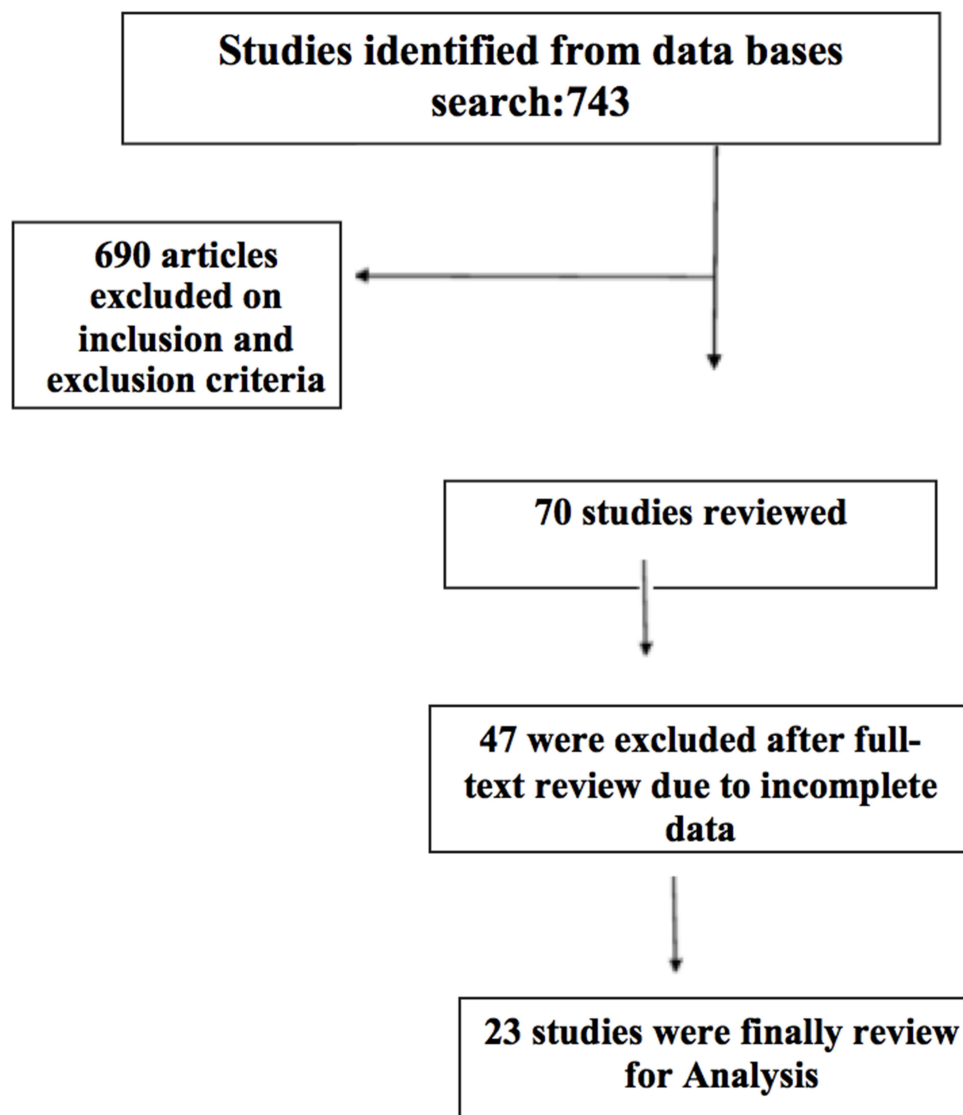 Studies identified from data bases
search:743
690 articles
excluded on
inclusion and
exclusion criteria
70 studies reviewed
47 were excluded after full-
text review due to incomplete
data
23 studies were finally review
for Analysis